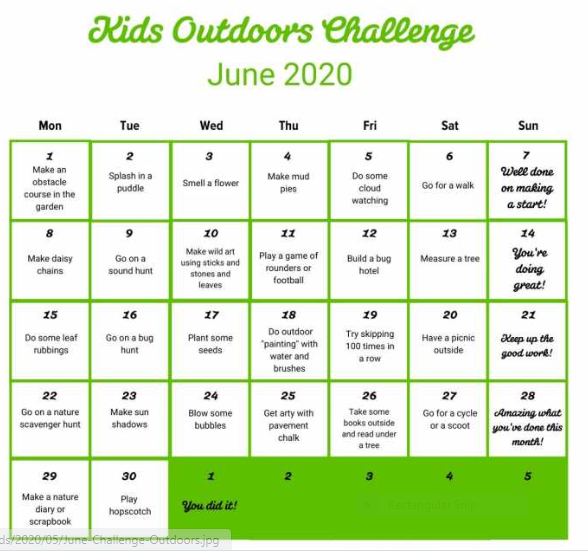 Kids Outdoors Challenge
June 2020
Mon Tue Wed Thu Fri Sat Sun
1
Make an
obstacle
course in the
garden
2
Splash in a
puddle
3
Smell a flower
4
Make mud
pies
5
Do some
cloud
watching
6
Go for a walk
7
Well done
on making
a start!
8
Make daisy
chains
9
Go on a
sound hunt
10
Make wild art
using sticks and
stones and
leaves
11
Play a game of
rounders or
football
12
Build a bug
hotel
13
Measure a tree
14
You're
doing
great!
15
Do some leaf
rubbings
16
Go on a bug
hunt
17
Plant some
seeds
18
Do outdoor
"painting" with
water and
brushes
19
Try skipping
100 times in
a row
20
Have a picnic
outside
21
Keep up the
good work!
22
Go on a nature
scavenger hunt
23
Make sun
shadows
24
Blow some
bubbles
25
Get arty with
pavement
chalk
26
Take some
books outside
and read under
a tree
27
Go for a cycle
or a scoot
28
Amazing what
you've done this
month!
29
Make a nature
diary or
scrapbook
30
Play
hopscotch
1
You did it!
2
3
4
5
Rectangular Snip
ds/2020/05/June-Challenge-Outdoors.jpg